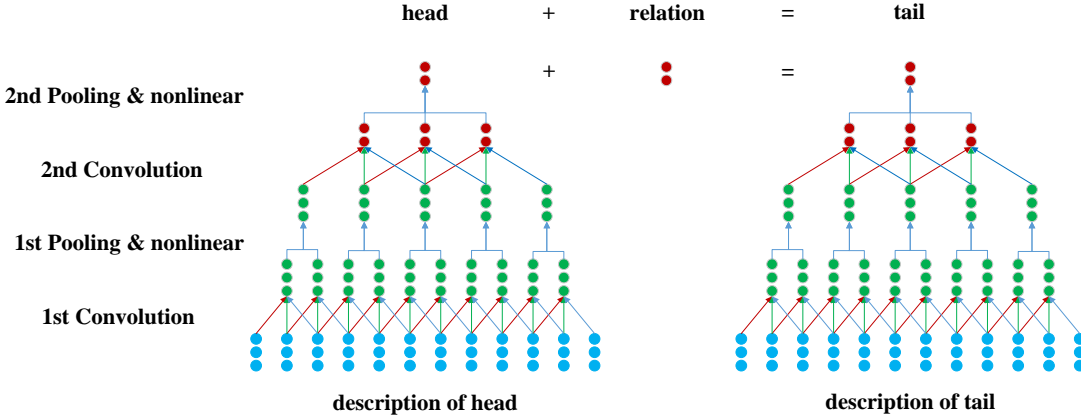 head + relation = tail
+ =
2nd Pooling & nonlinear
2nd Convolution
1st Pooling & nonlinear
1st Convolution
description of head
description of tail